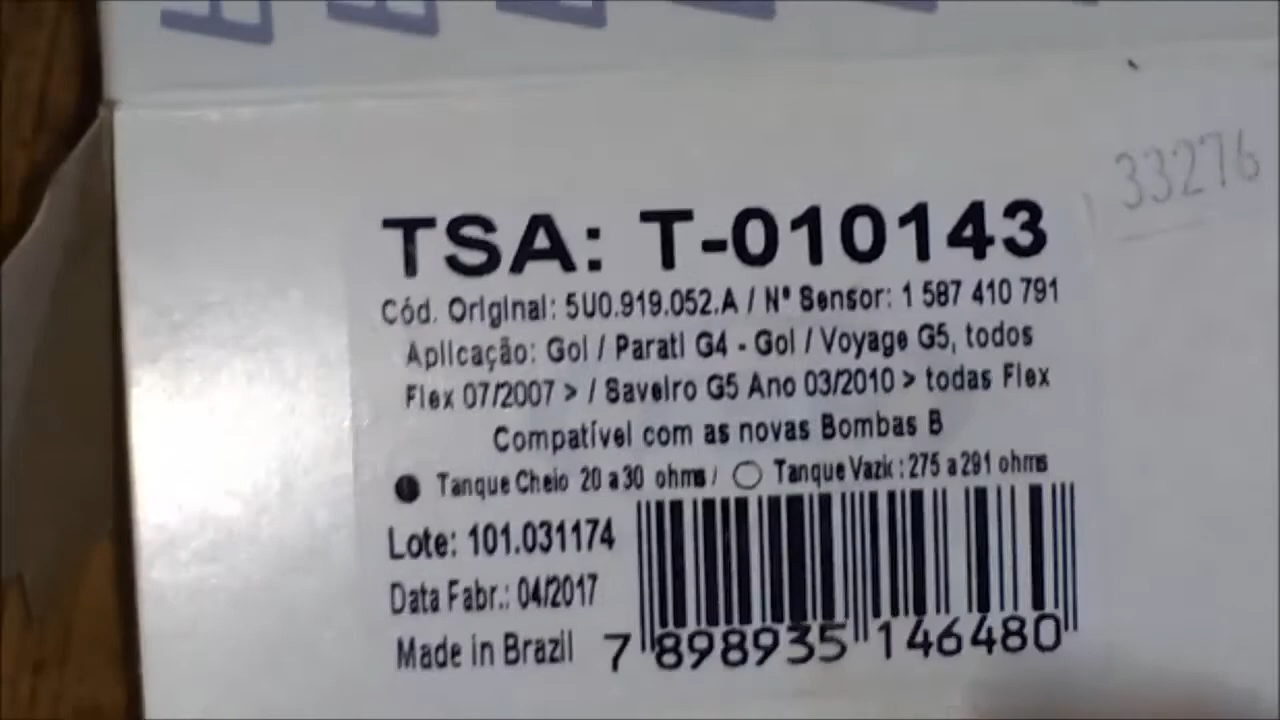 33276
TSA: T-010143
Cód. Original: 5U0.919.052.A / Nº Sensor: 1 587 410 791
Aplicação: Gol / Parati G4 - Gol / Voyage G5, todos
Flex 07/2007 > / Saveiro G5 Ano 03/2010 > todas Flex
Compatível com as novas Bombas B
Tanque Cheio 20 a 30 ohms / Tanque Vazio : 275 a 291 ohms
Lote: 101.031174
Data Fabr.: 04/2017
Made in Brazil
7 898935 146480